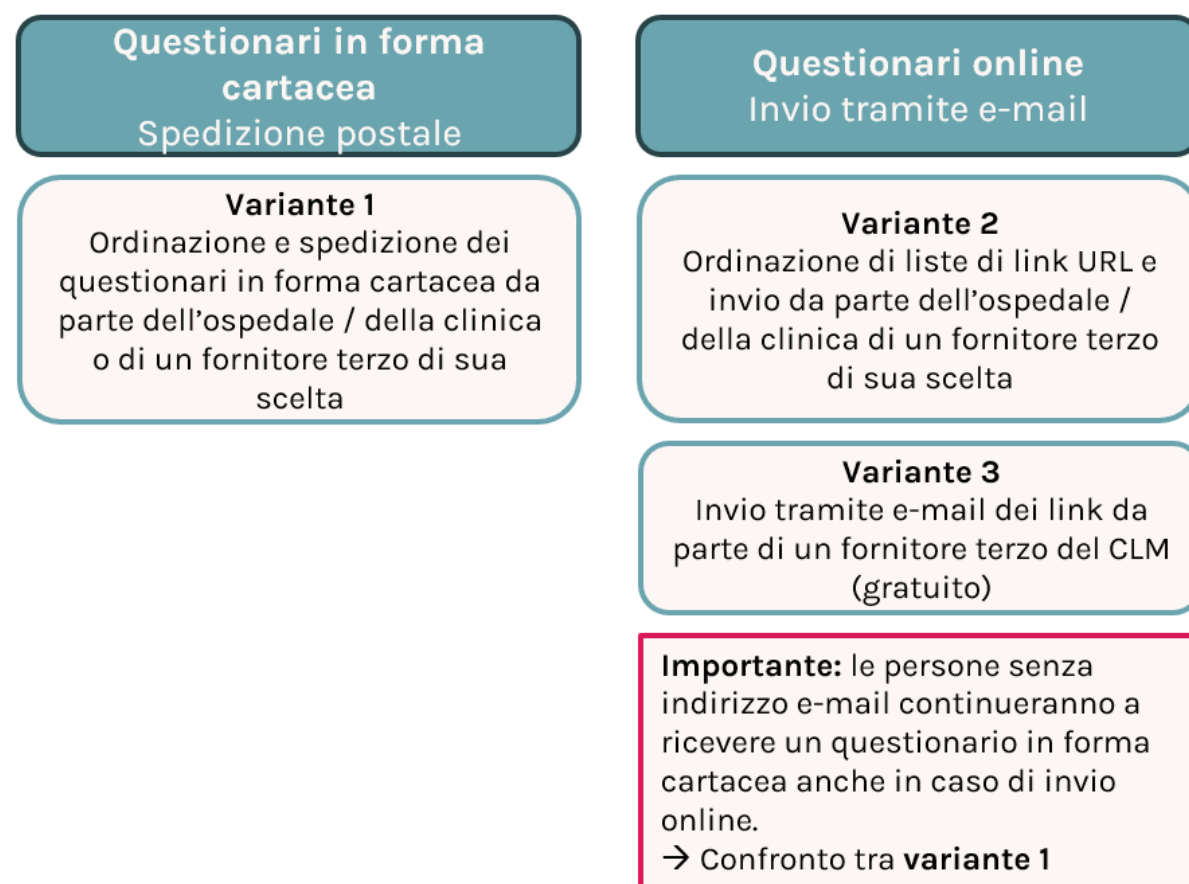 Questionari in forma
cartacea
Spedizione postale
Variante 1
Ordinazione e spedizione dei
questionari in forma cartacea da
parte dell’ospedale / della clinica
o di un fornitore terzo di sua
scelta
Questionari online
Invio tramite e-mail
Variante 2
Ordinazione di liste di link URL e
invio da parte dell’ospedale /
della clinica di un fornitore terzo
di sua scelta
Variante 3
Invio tramite e-mail dei link da
parte di un fornitore terzo del CLM
(gratuito)
Importante: le persone senza
indirizzo e-mail continueranno a
ricevere un questionario in forma
cartacea anche in caso di invio
online.
→ Confronto tra variante 1